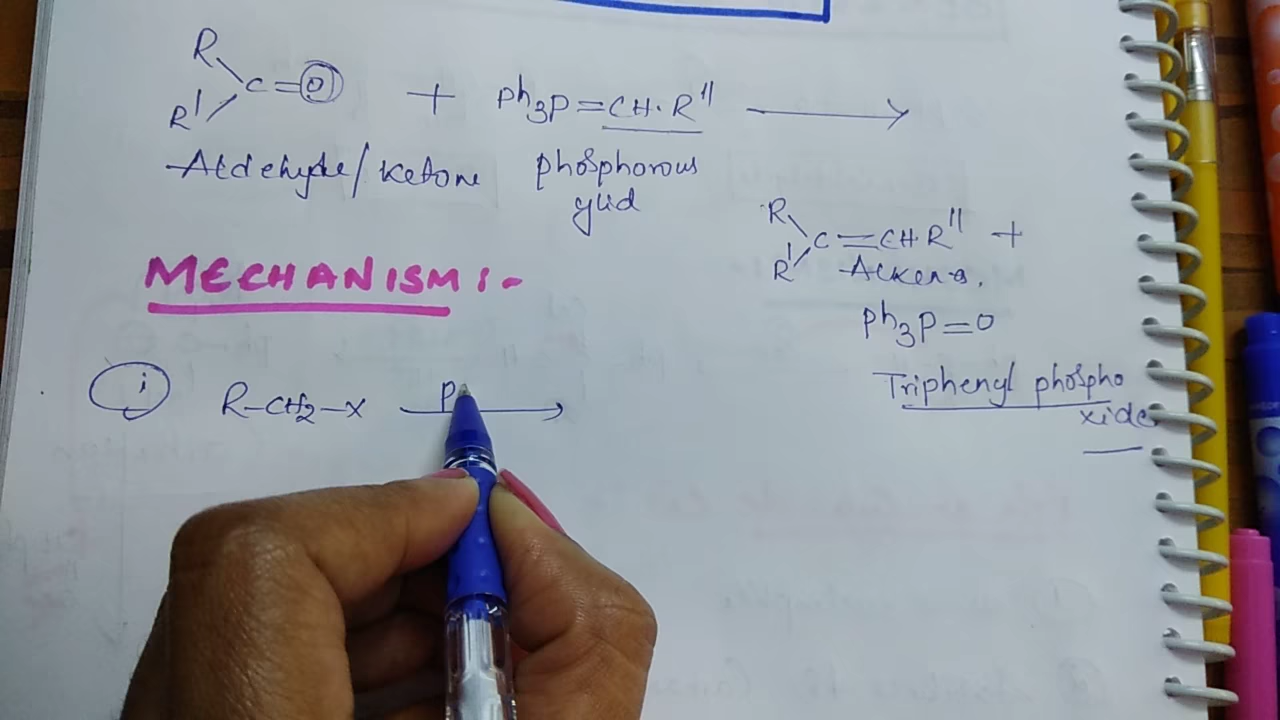 R
C=O + Ph3P=CH·R"
R'
Aldehyde/Ketone phosphorous
ylid
R
C=CHR" +
R'
Alkene.
Ph3P=O
Triphenyl phospho
xide
MECHANISM:-
i R-CH2-X P